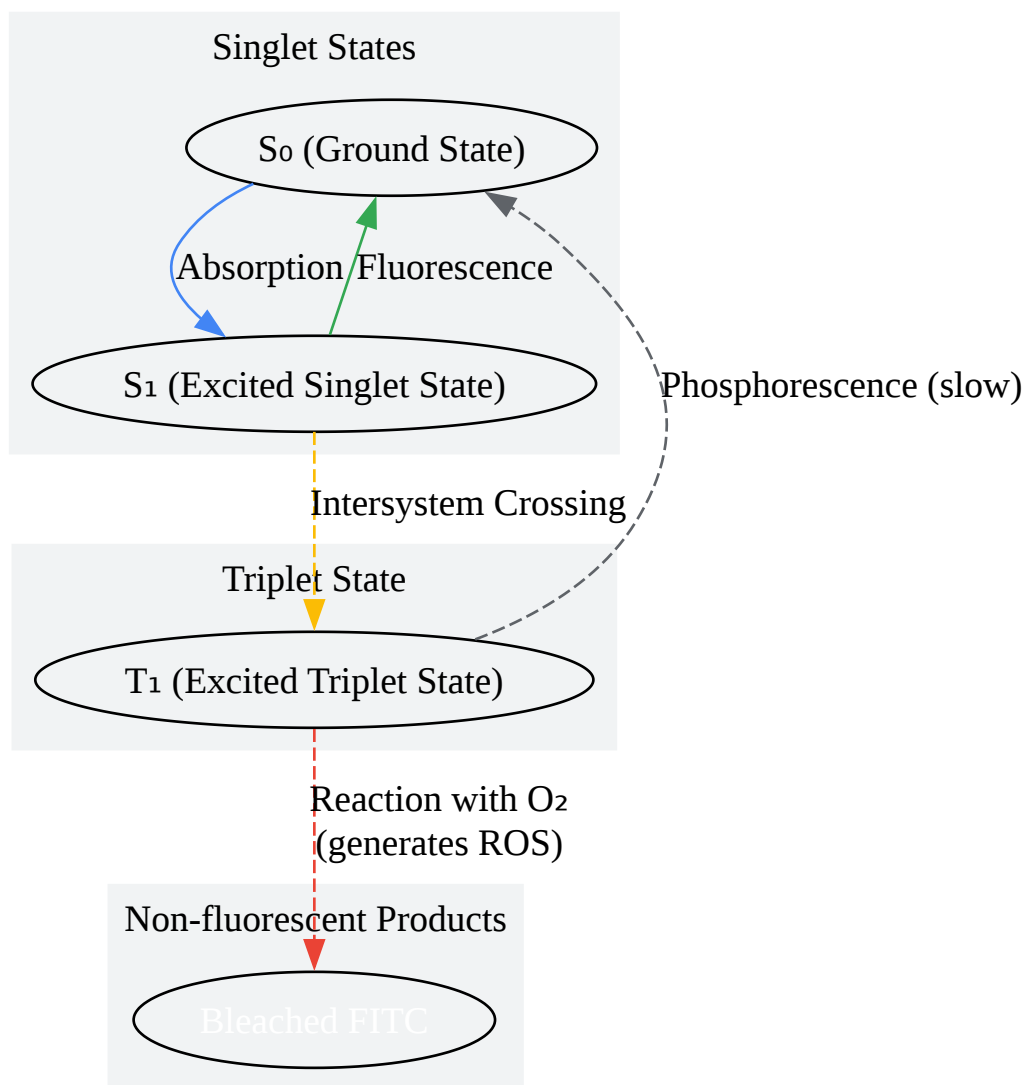 Singlet States
S₀ (Ground State)
Absorption
Fluorescence
S₁ (Excited Singlet State)
Phosphorescence (slow)
Intersystem Crossing
Triplet State
T₁ (Excited Triplet State)
Reaction with O₂
(generates ROS)
Non-fluorescent Products
Bleached FITC